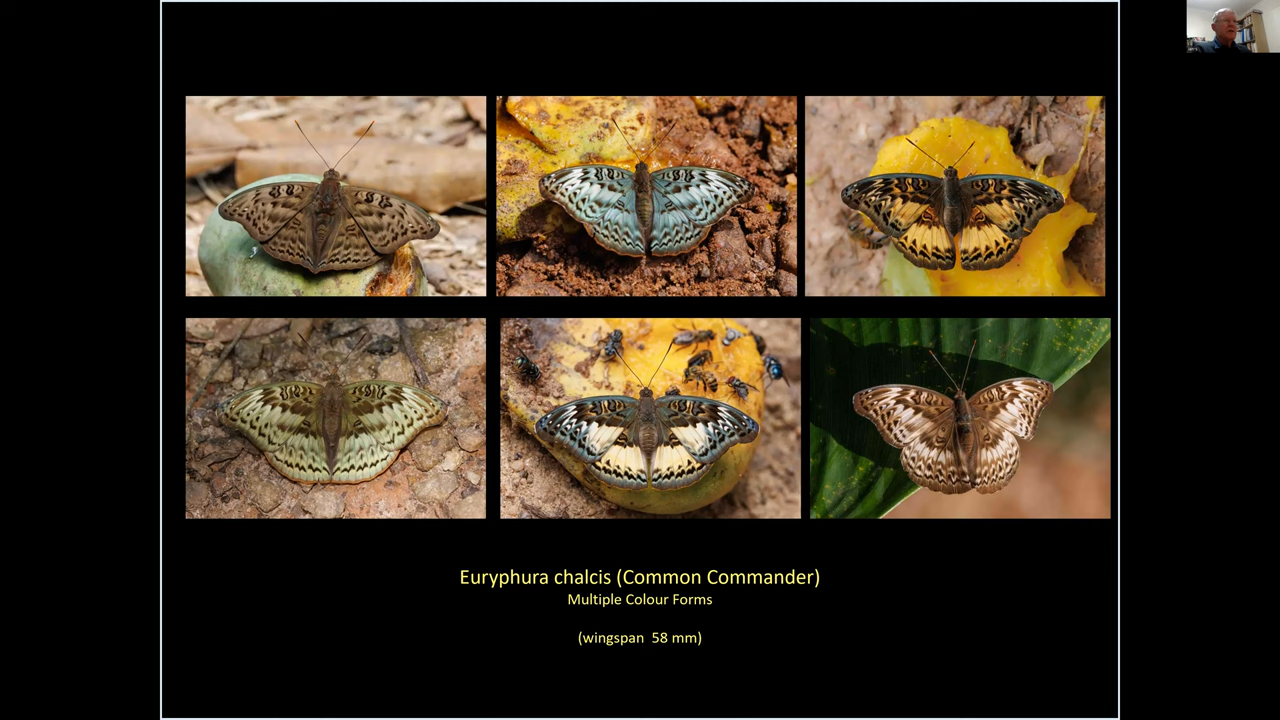 Euryphura chalcis (Common Commander)
Multiple Colour Forms
(wingspan 58 mm)